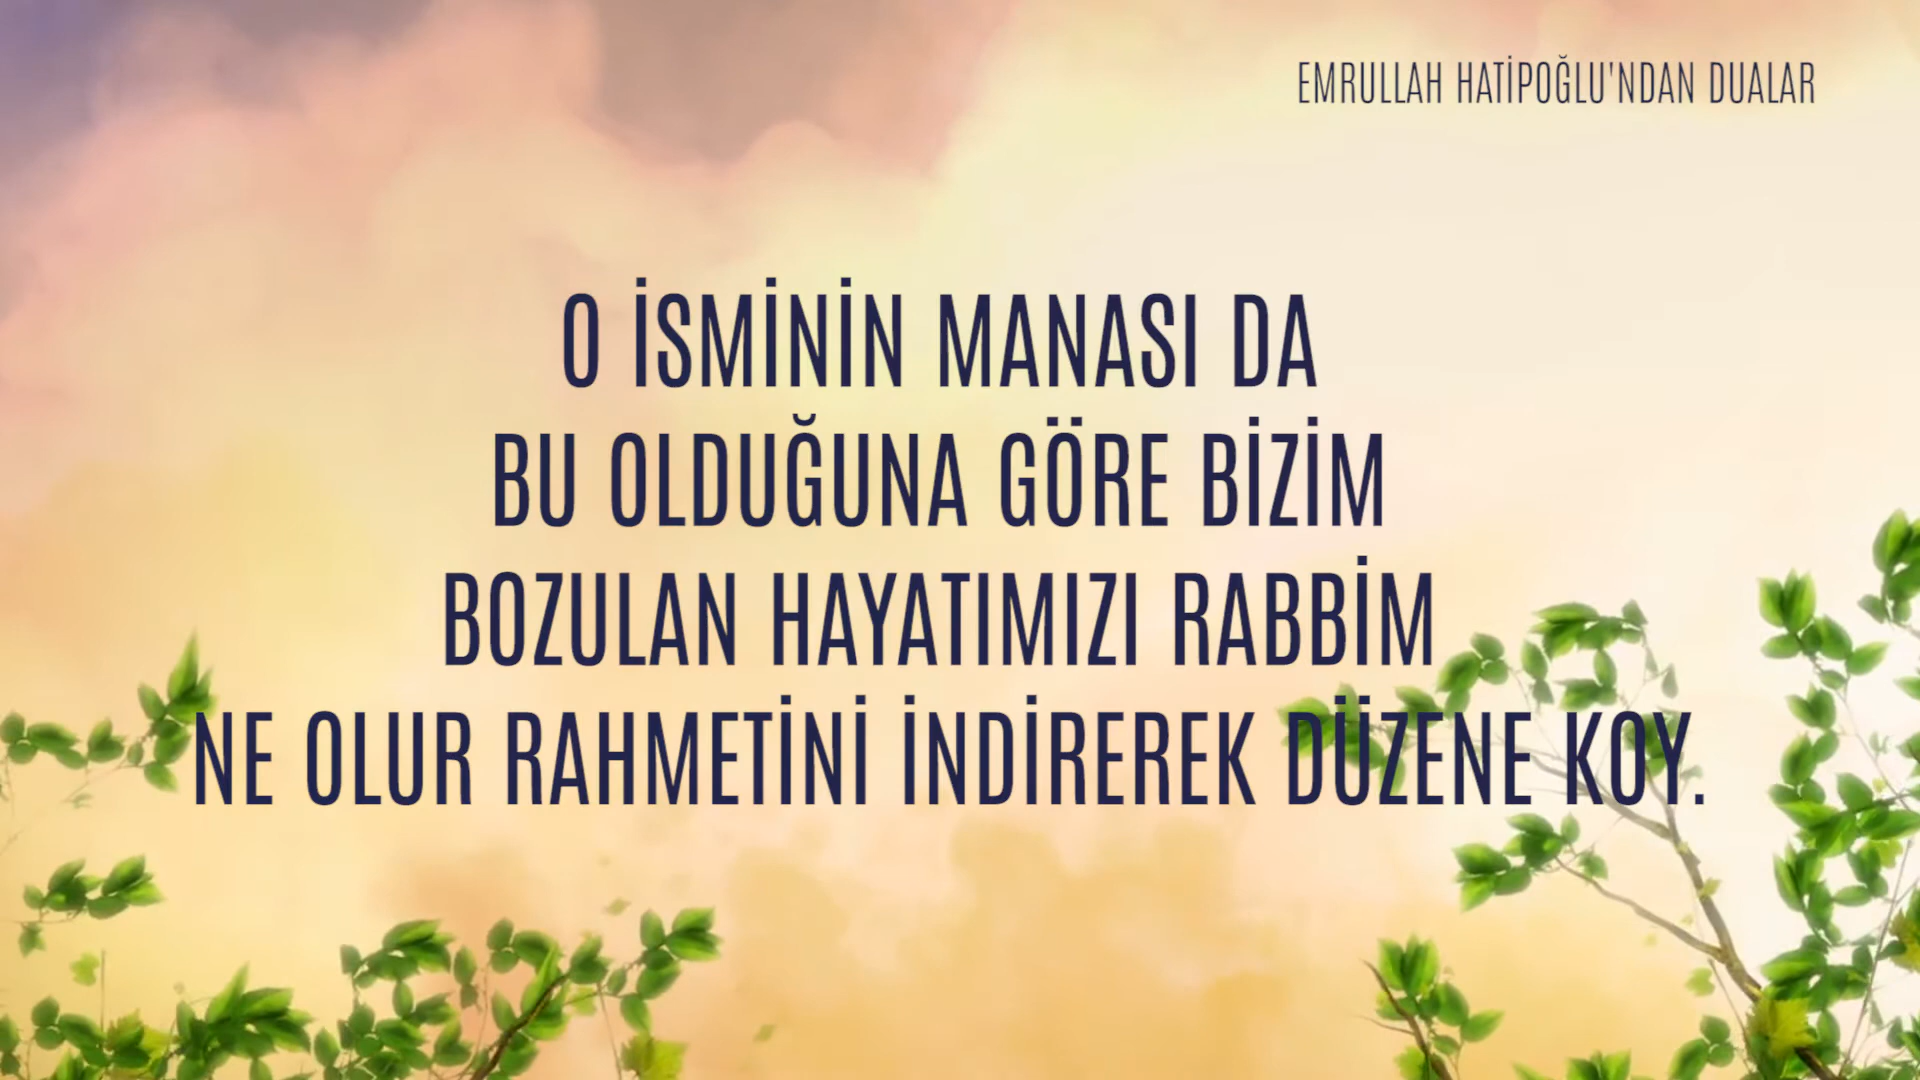 EMRULLAH HATİPOĞLU'NDAN DUALAR
O İSMİNİN MANASI DA
BU OLDUĞUNA GÖRE BİZİM
BOZULAN HAYATIMIZI RABBİM
NE OLUR RAHMETİNİ İNDİREREK DÜZENE KOY.